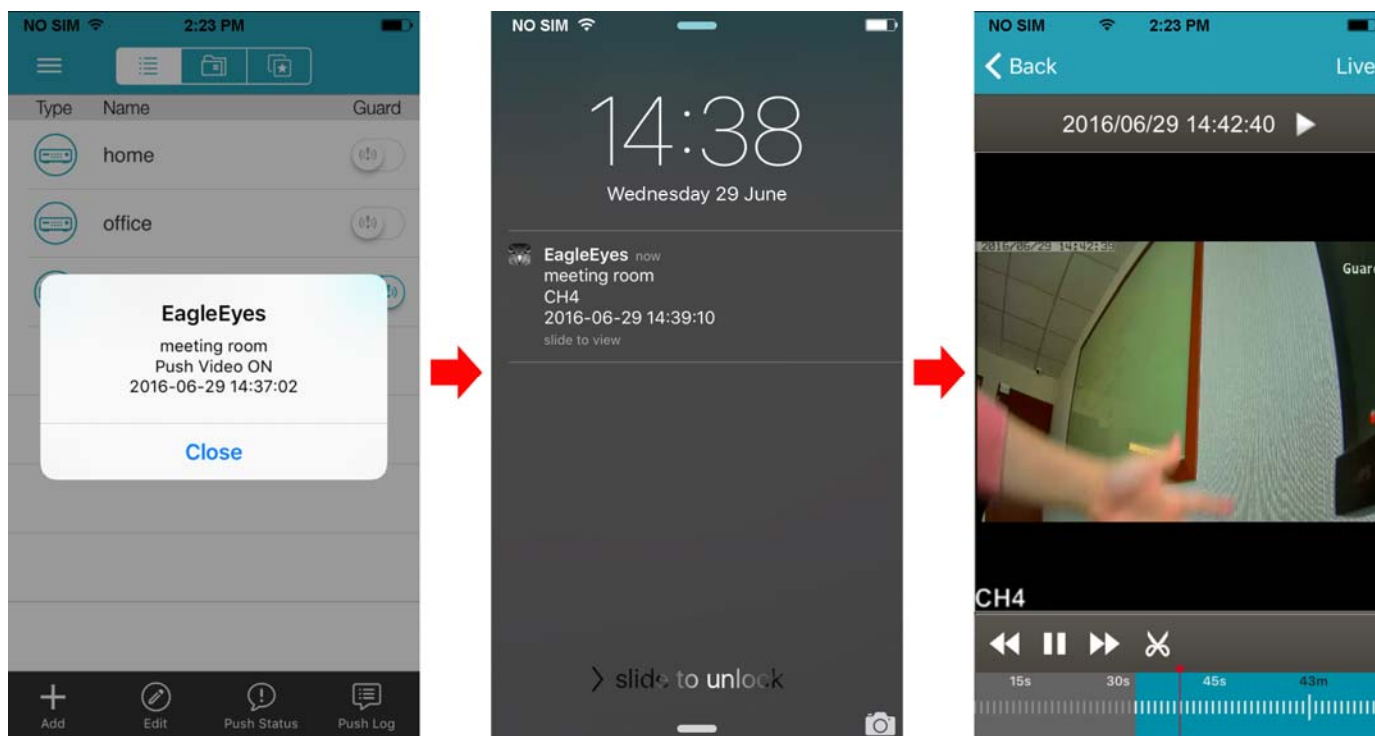 NO SIM 2:23 PM
Type Name Guard
home
office
EagleEyes
meeting room
Push Video ON
2016-06-29 14:37:02
Close
Add Edit Push Status Push Log
NO SIM
14:38
Wednesday 29 June
EagleEyes now
meeting room
CH4
2016-06-29 14:39:10
slide to view
> slide to unlock
NO SIM 2:23 PM
Back Live
2016/06/29 14:42:40
2016/06/29 14:42:39
Guar
CH4
15s 30s 45s 43m